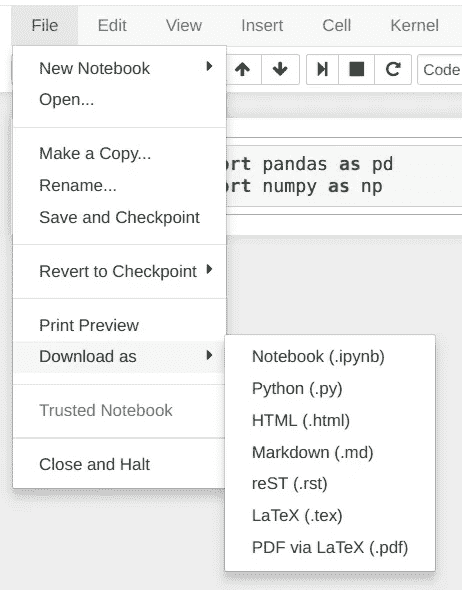 File Edit View Insert Cell Kernel
New Notebook
Code
Open...
Make a Copy...
ort pandas as pd
Rename...
ort numpy as np
Save and Checkpoint
Revert to Checkpoint
Print Preview
Download as
Notebook (.ipynb)
Python (.py)
Trusted Notebook
HTML (.html)
Markdown (.md)
Close and Halt
reST (.rst)
LaTeX (.tex)
PDF via LaTeX (.pdf)